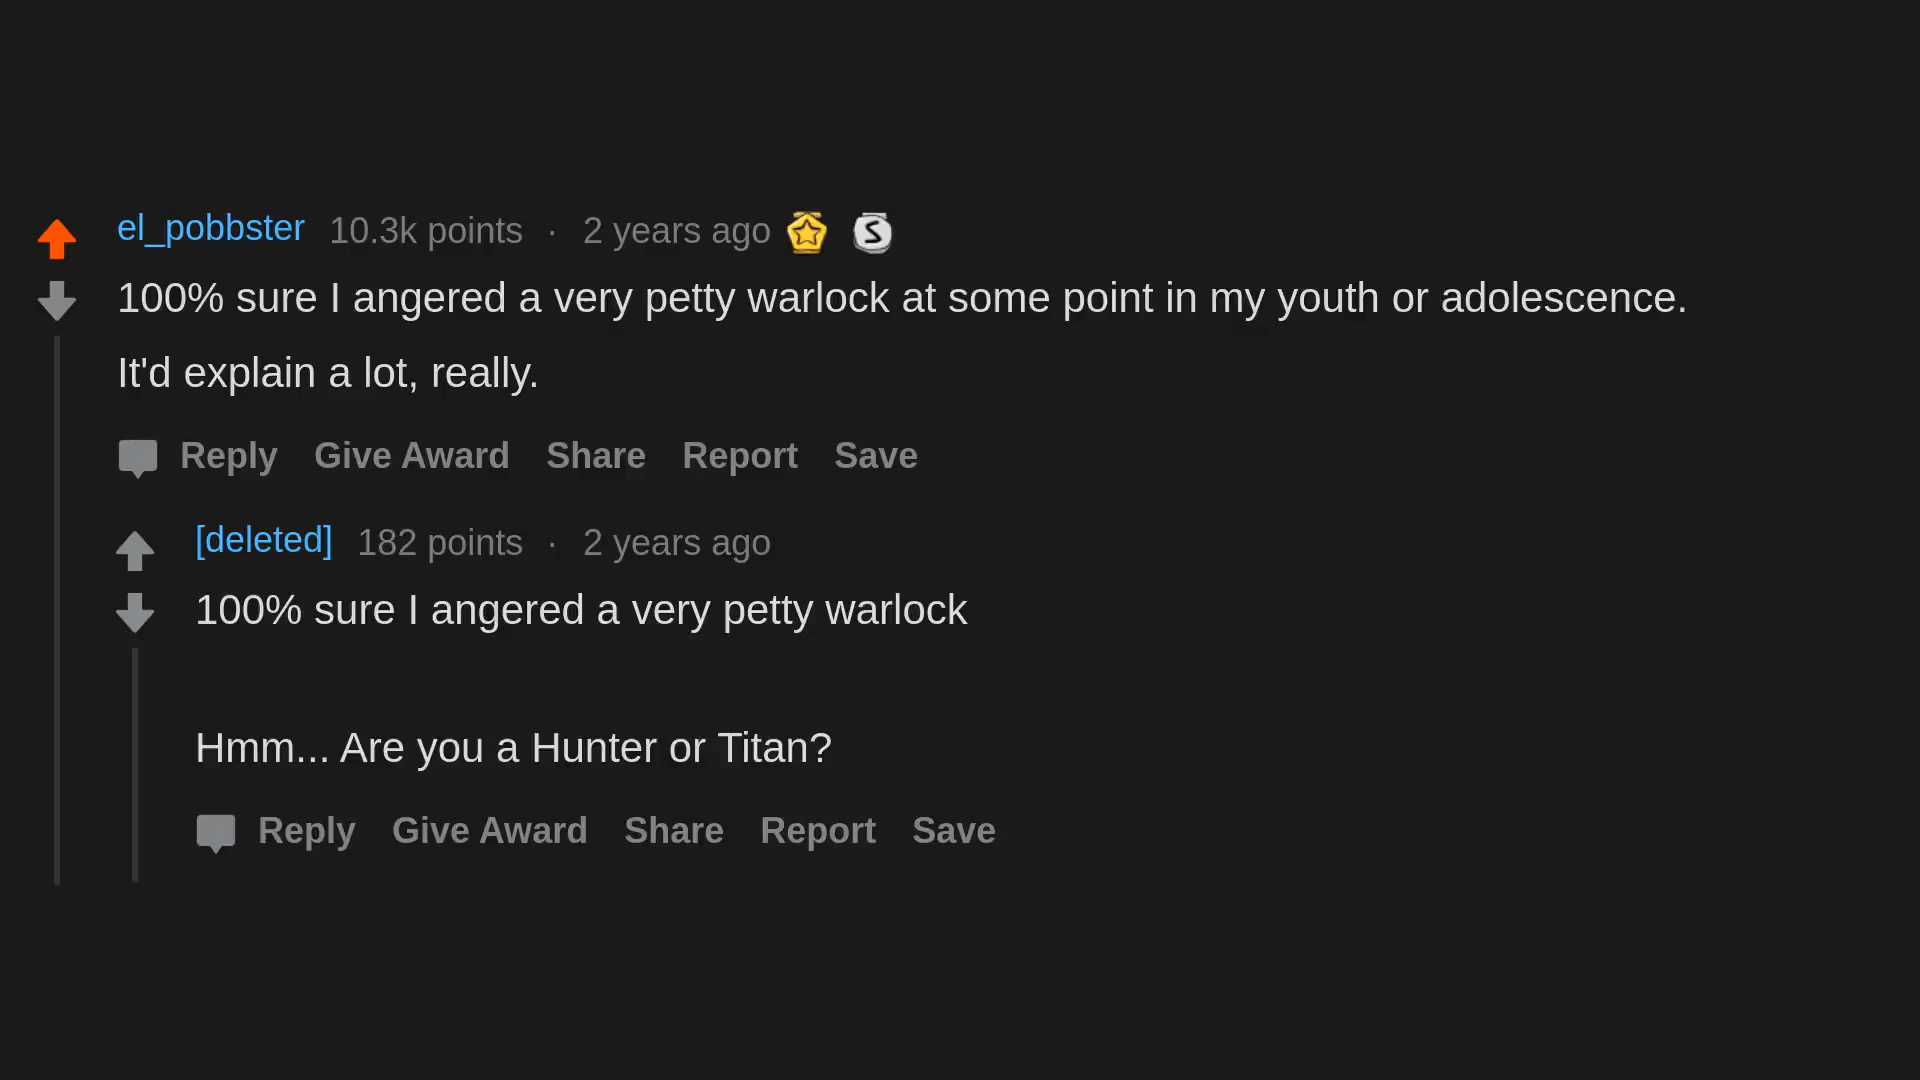 el_pobbster 10.3k points · 2 years ago
100% sure I angered a very petty warlock at some point in my youth or adolescence.
It'd explain a lot, really.
Reply Give Award Share Report Save
[deleted] 182 points · 2 years ago
100% sure I angered a very petty warlock
Hmm... Are you a Hunter or Titan?
Reply Give Award Share Report Save